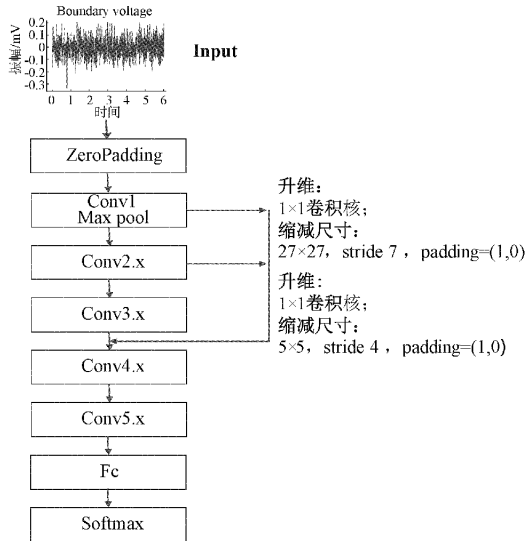 Boundary voltage
0.2
0.1
0
-0.1
-0.2
-0.3
振幅/mV
0 1 2 3 4 5 6
时间
Input
ZeroPadding
Conv1
Max pool
Conv2.x
Conv3.x
Conv4.x
Conv5.x
Fc
Softmax
升维：
1×1卷积核；
缩减尺寸：
27×27，stride 7，padding=(1,0)
升维：
1×1卷积核；
缩减尺寸：
5×5，stride 4，padding=(1,0)